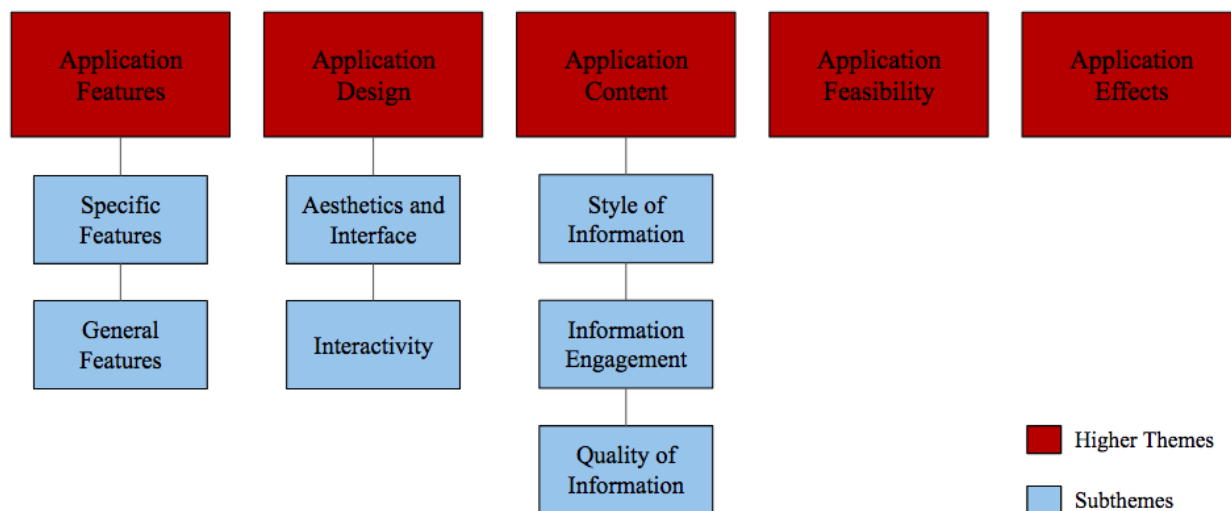 Application
Features
Application
Design
Application
Content
Application
Feasibility
Application
Effects
Specific
Features
Aesthetics and
Interface
Style of
Information
General
Features
Interactivity
Information
Engagement
Quality of
Information
Higher Themes
Subthemes